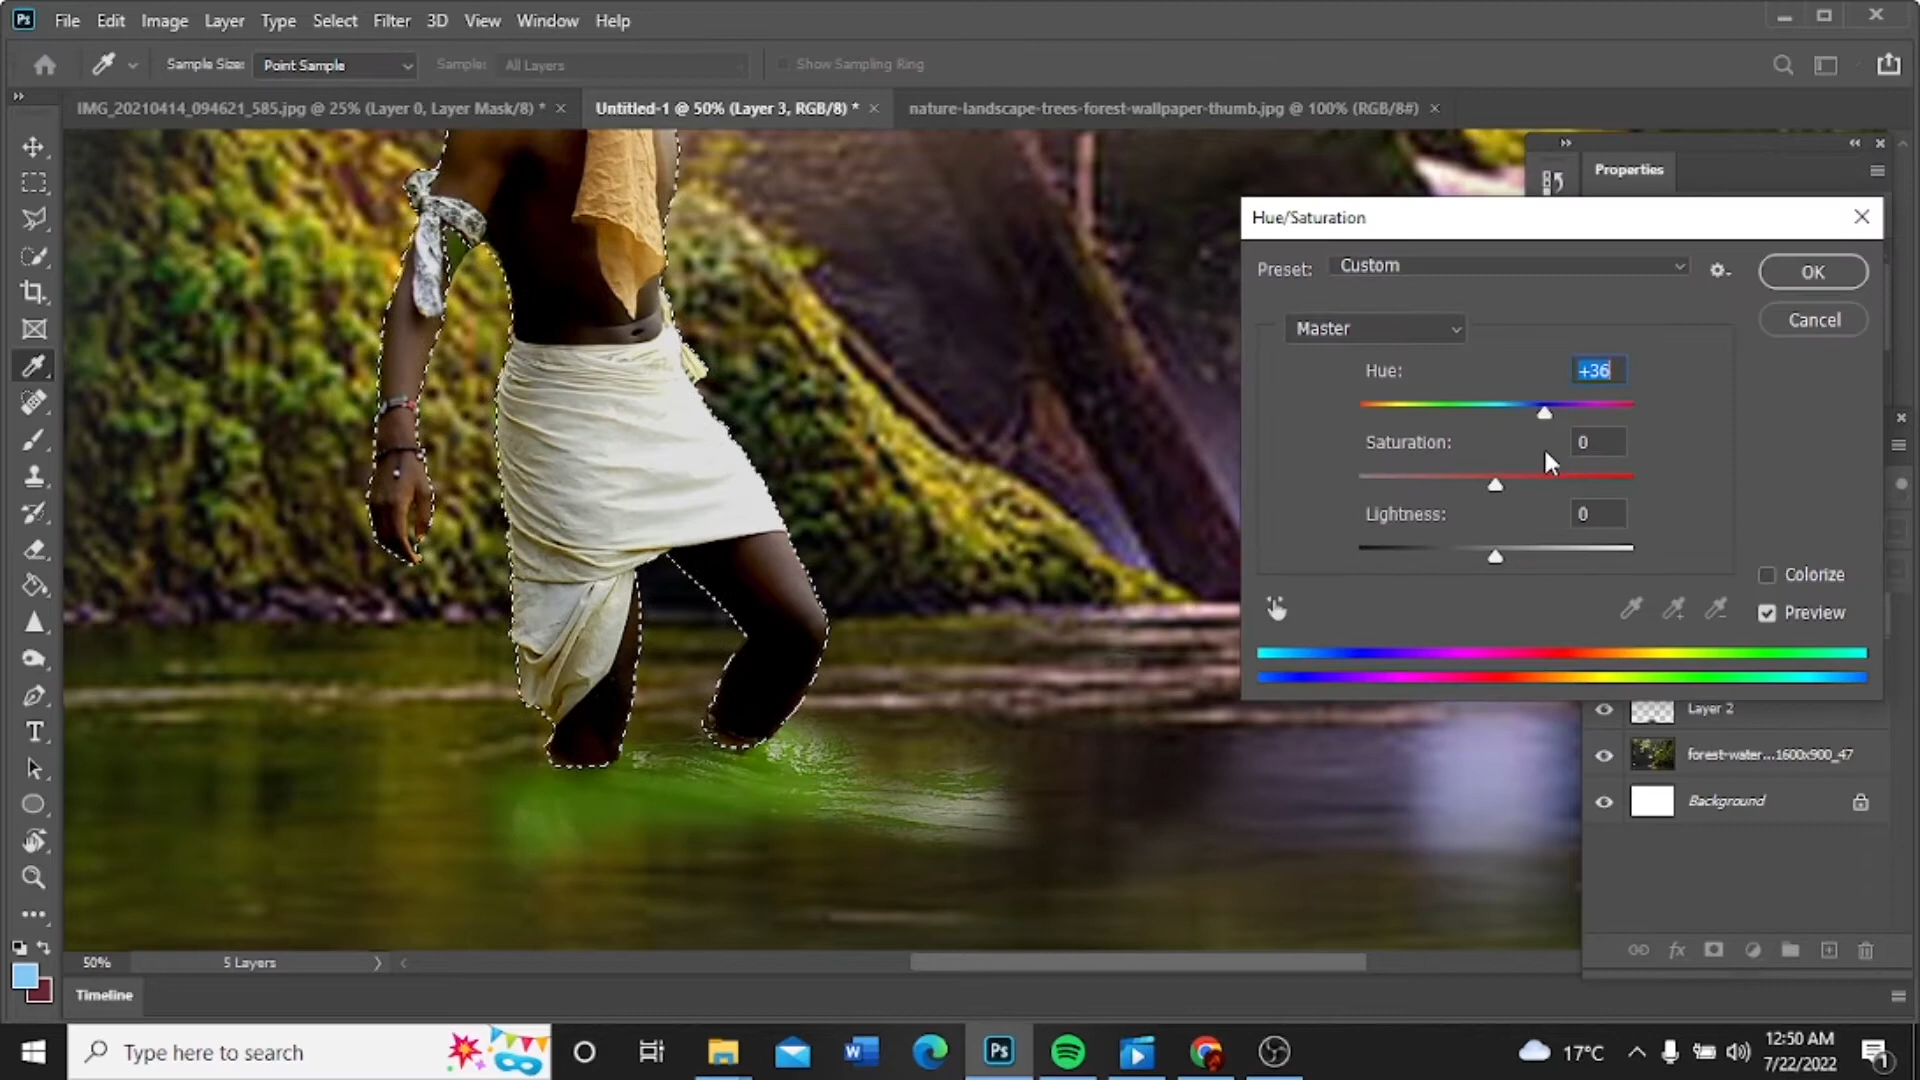 Ps File Edit Image Layer Type Select Filter 3D View Window Help
Sample Size: Point Sample Sample: All Layers Show Sampling Ring
IMG_20210414_094621_585.jpg @ 25% (Layer 0, Layer Mask/8) *
Untitled-1 @ 50% (Layer 3, RGB/8) *
nature-landscape-trees-forest-wallpaper-thumb.jpg @ 100% (RGB/8#)
Properties
Hue/Saturation
Preset: Custom
OK
Cancel
Master
Hue: +36
Saturation: 0
Lightness: 0
Colorize
Preview
Layer 2
forest-water...1600x900_47
Background
50% 5 Layers
fx
Timeline
Type here to search
Ps
17°C
12:50 AM
7/22/2022
1